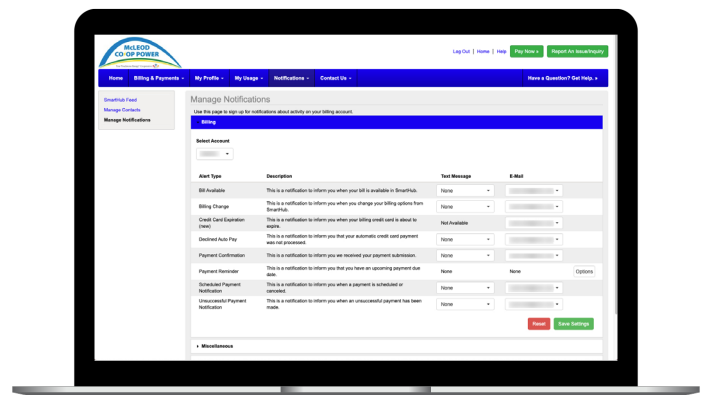 McLEOD
CO-OP POWER
Log Out | Home | Help Pay Now » Report An Issue/Inquiry
Home Billing & Payments My Profile My Usage Notifications Contact Us Have a Question? Get Help. »
SmartHub Feed
Manage Contacts
Manage Notifications
Manage Notifications
Use this page to sign up for notifications about activity on your billing account.
Billing
Select Account
Alert Type Description Text Message E-Mail
Bill Available This is a notification to inform you when your bill is available in SmartHub. None
Billing Change This is a notification to inform you when you change your billing options from None
SmartHub.
Credit Card Expiration This is a notification to inform you when your billing credit card is about to Not Available
(new) expire.
Declined Auto Pay This is a notification to inform you that your automatic credit card payment None
was not processed.
Payment Confirmation This is a notification to inform you we received your payment submission. None
Payment Reminder This is a notification to inform you that you have an upcoming payment due None None Options
date.
Scheduled Payment This is a notification to inform you when a payment is scheduled or None
Notification canceled.
Unsuccessful Payment This is a notification to inform you when an unsuccessful payment has been None
Notification made.
Reset Save Settings
Miscellaneous